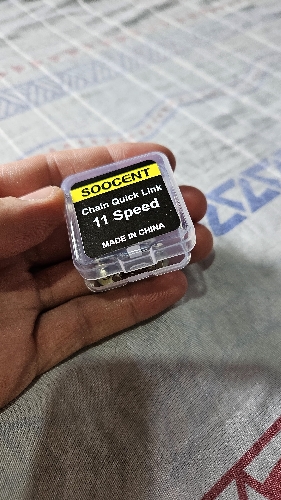 SOOCENT
Chain Quick Link
11 Speed
MADE IN CHINA